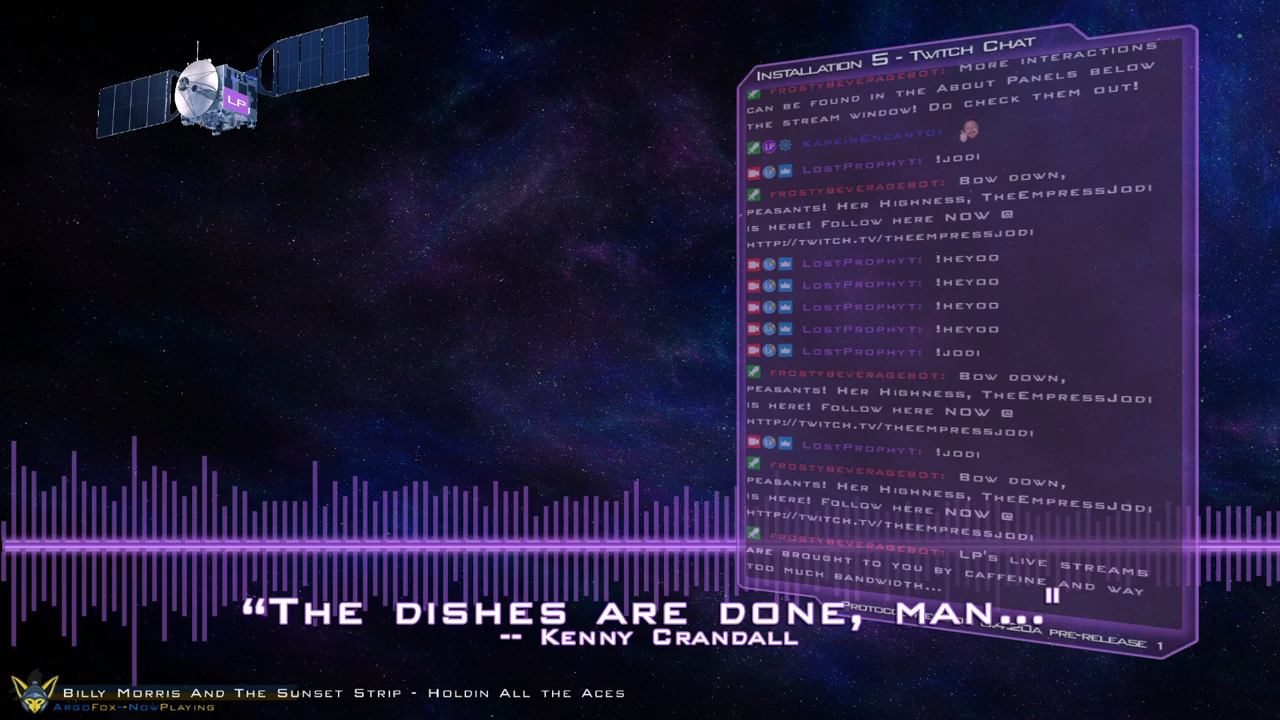 LP
Installation 5 - Twitch Chat
frostybeveragebot: More interactions
can be found in the About Panels below
the stream window! Do check them out!
KaneinEncanto:
LostProphyt: !jodi
frostybeveragebot: Bow down,
peasants! Her Highness, TheEmpressJodi
is here! Follow here NOW @
http://twitch.tv/theempressjodi
LostProphyt: !heyoo
LostProphyt: !heyoo
LostProphyt: !heyoo
LostProphyt: !heyoo
LostProphyt: !jodi
frostybeveragebot: Bow down,
peasants! Her Highness, TheEmpressJodi
is here! Follow here NOW @
http://twitch.tv/theempressjodi
LostProphyt: !jodi
frostybeveragebot: Bow down,
peasants! Her Highness, TheEmpressJodi
is here! Follow here NOW @
http://twitch.tv/theempressjodi
frostybeveragebot: LP's live streams
are brought to you by caffeine and way
too much bandwidth...
pre-release 1
“The dishes are done, man..."
-- Kenny Crandall
Billy Morris And The Sunset Strip - Holdin All the Aces
ArgoFox--NowPlaying